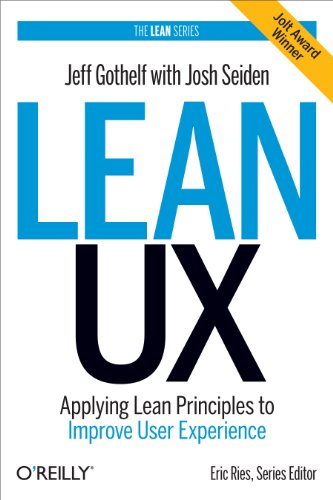 THE LEAN SERIES
Jolt Award
Winner
Jeff Gothelf with Josh Seiden
LEAN
UX
Applying Lean Principles to
Improve User Experience
O'REILLY®
Eric Ries, Series Editor